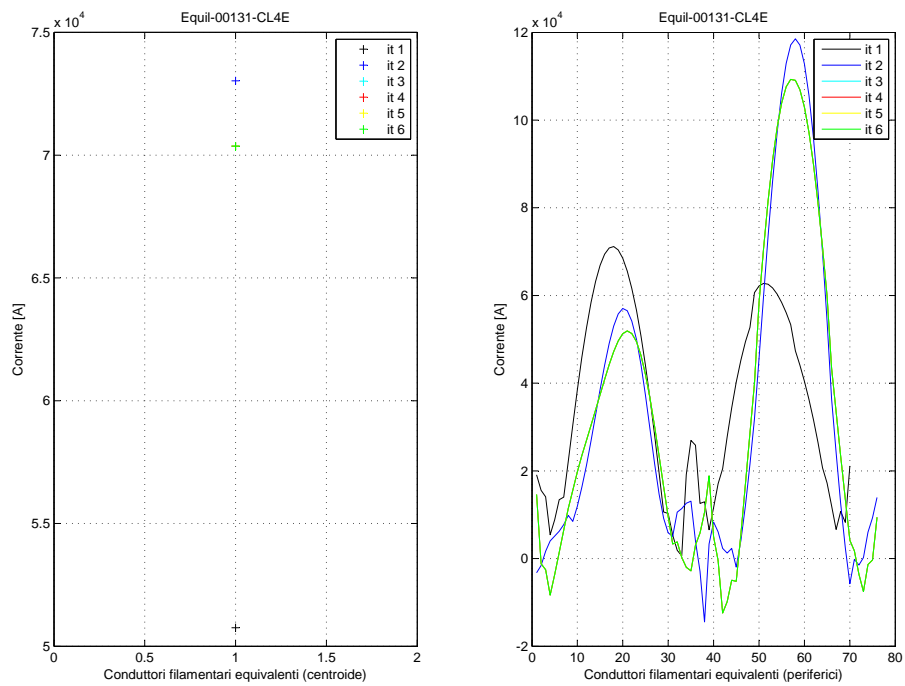 Equil-00131-CL4E
x 10^4
7.5
7
6.5
6
5.5
5
0
0.5
1
1.5
2
Corrente [A]
Conduttori filamentari equivalenti (centroide)
it 1
it 2
it 3
it 4
it 5
it 6
Equil-00131-CL4E
x 10^4
12
10
8
6
4
2
0
-2
0
10
20
30
40
50
60
70
80
Corrente [A]
Conduttori filamentari equivalenti (periferici)
it 1
it 2
it 3
it 4
it 5
it 6